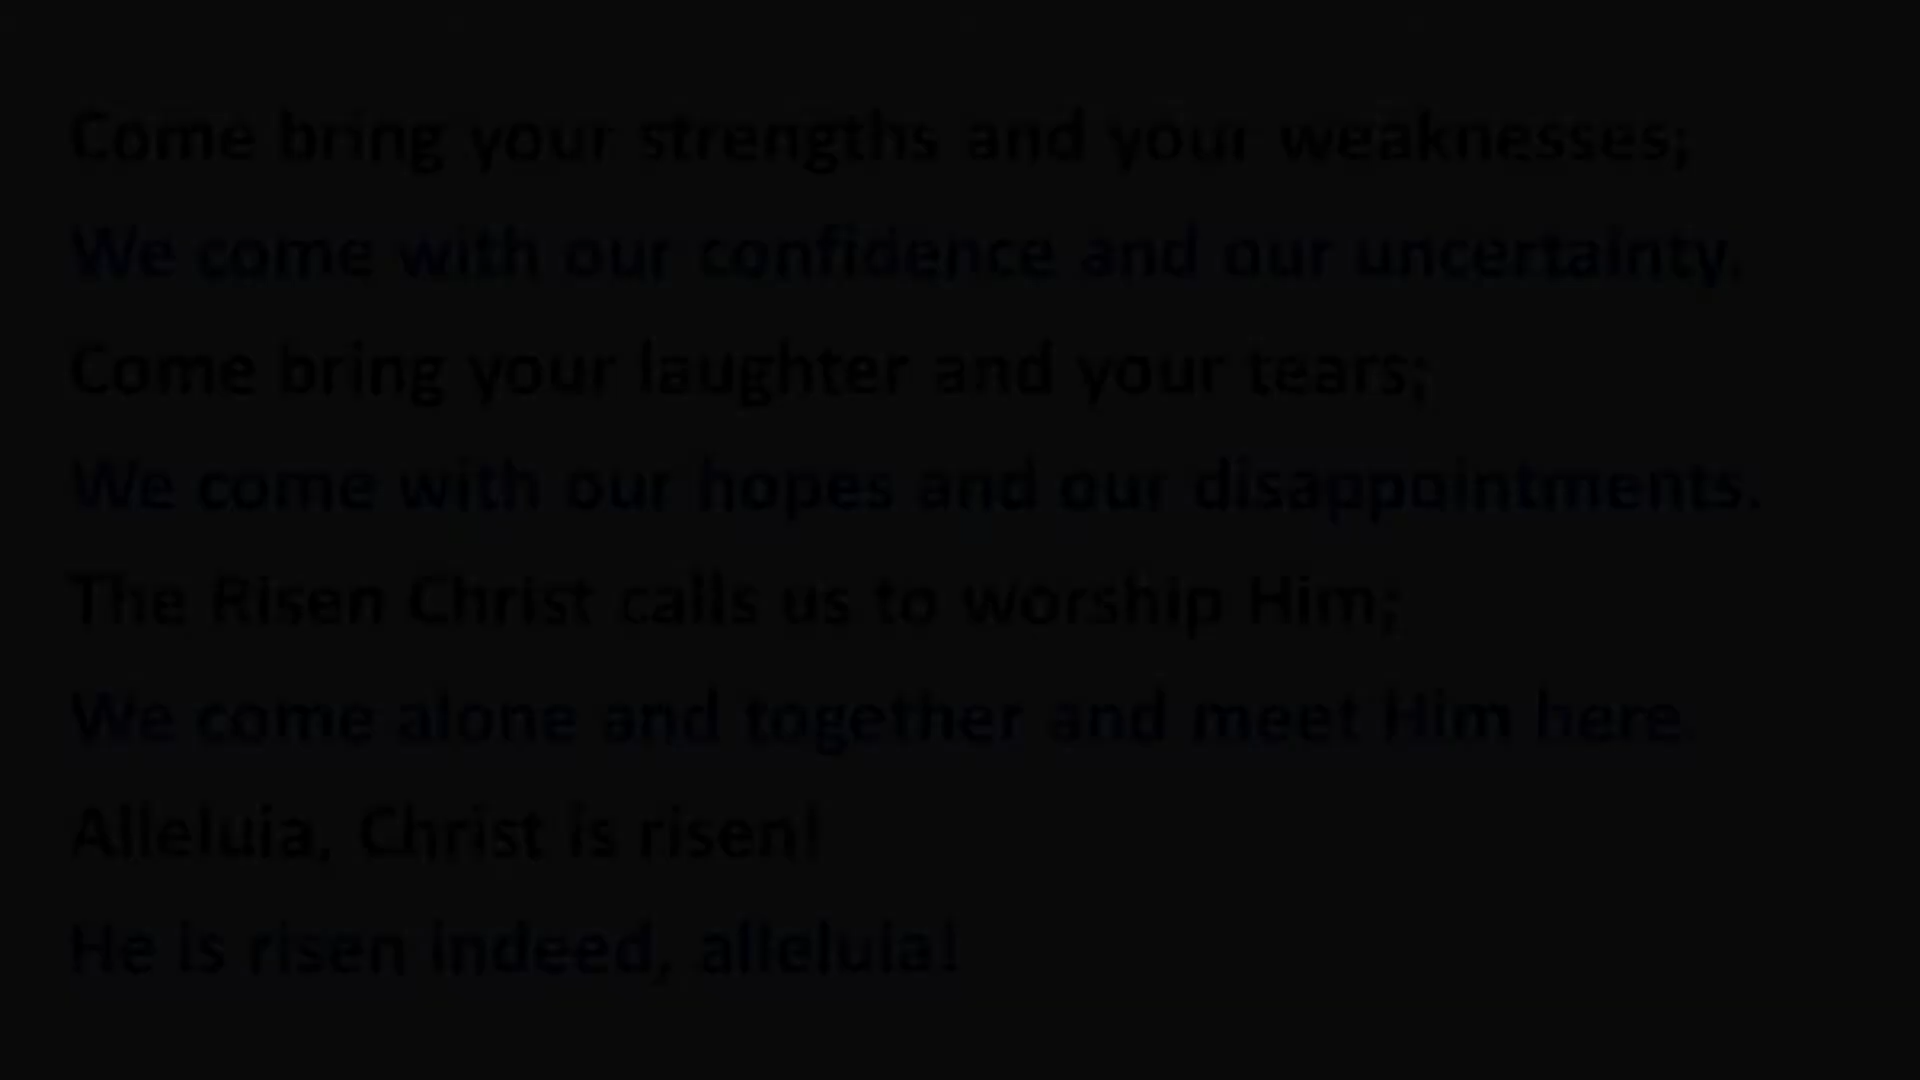 Come bring your strengths and your weaknesses;
We come with our confidence and our uncertainty.
Come bring your laughter and your tears;
We come with our hopes and our disappointments.
The Risen Christ calls us to worship Him;
We come alone and together and meet Him here.
Alleluia, Christ is risen!
He is risen indeed, alleluia!